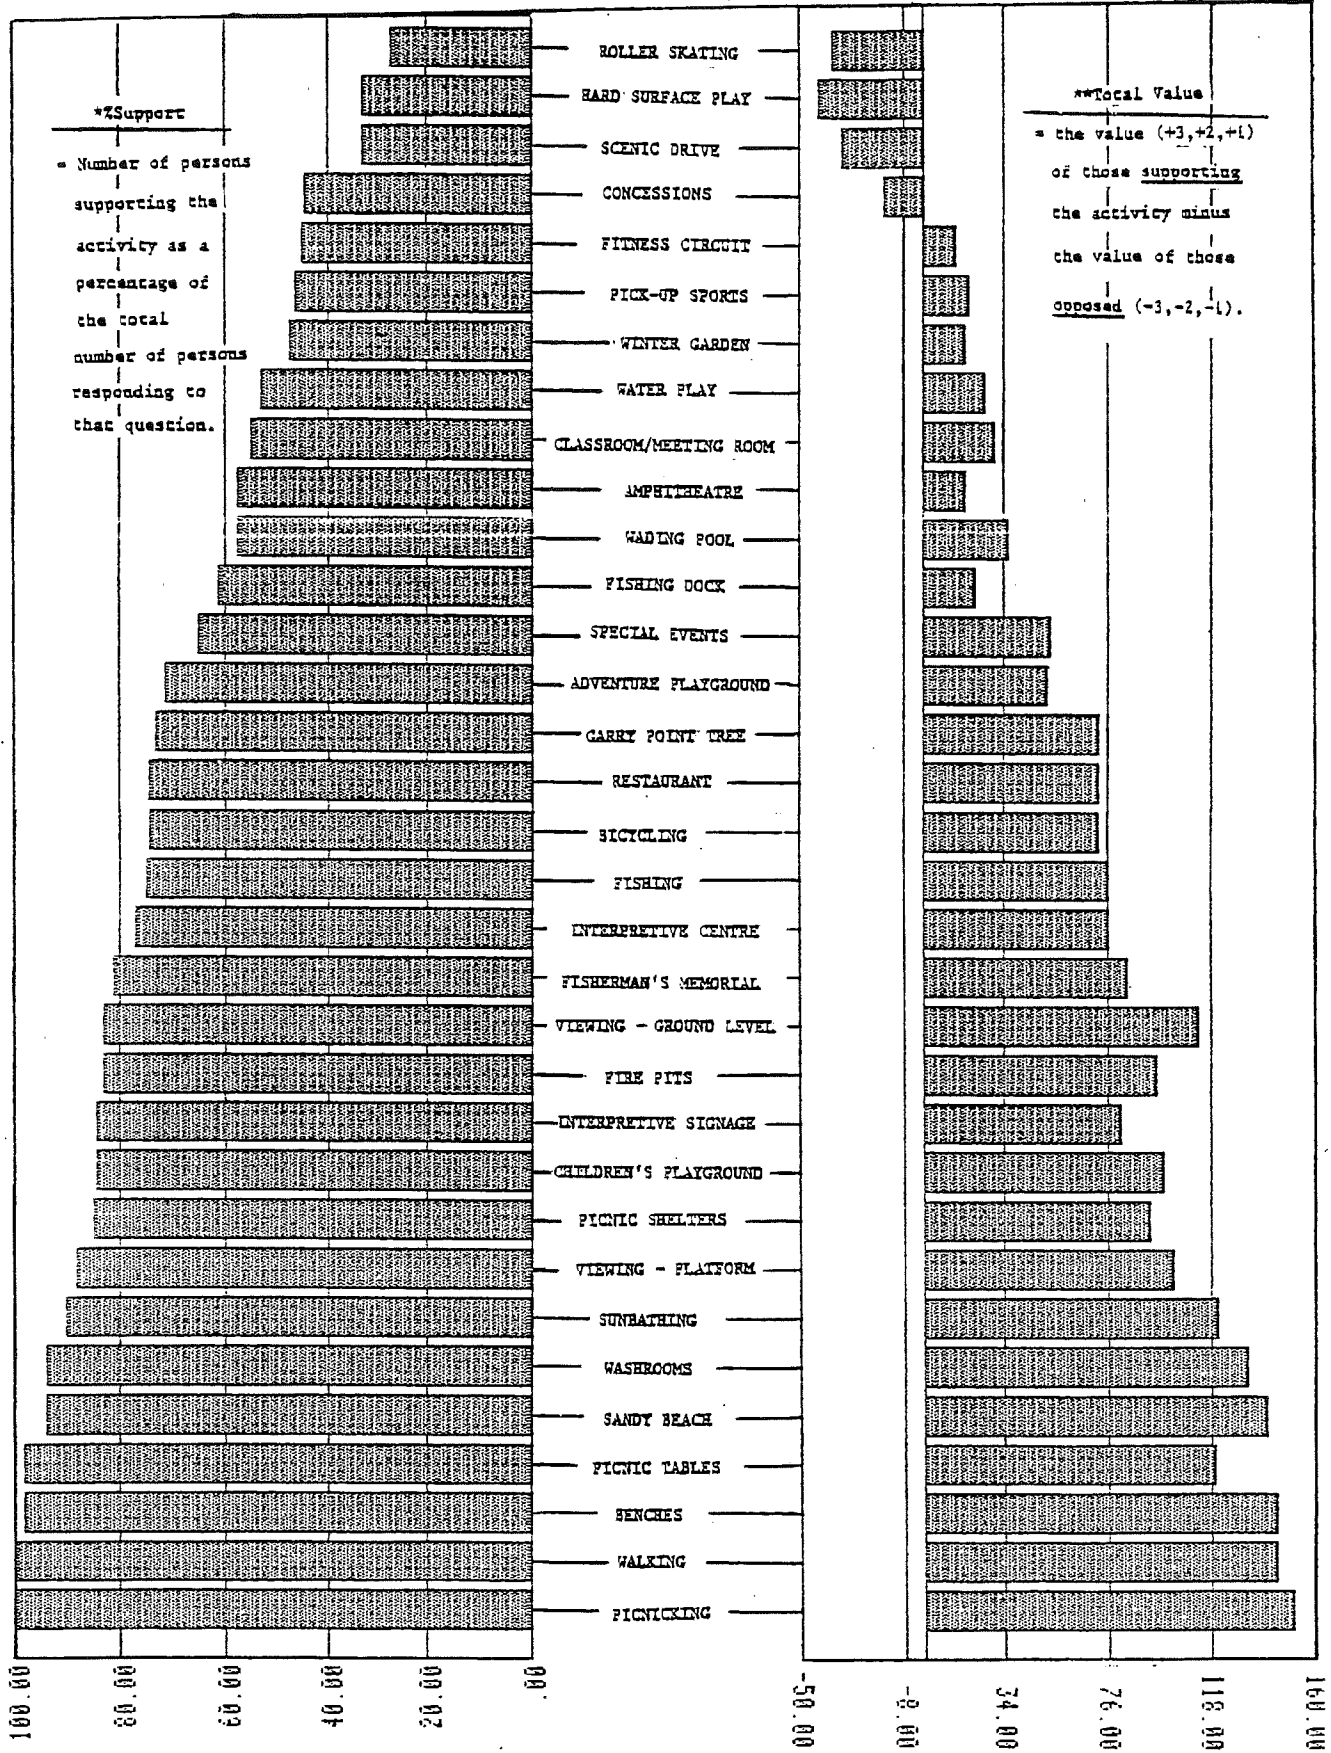 *%Support
= Number of persons
supporting the
activity as a
percentage of
the total
number of persons
responding to
that question.
ROLLER SKATING
HARD SURFACE PLAY
SCENIC DRIVE
CONCESSIONS
FITNESS CIRCUIT
PICK-UP SPORTS
WINTER GARDEN
WATER PLAY
CLASSROOM/MEETING ROOM
AMPHITHEATRE
WADING POOL
FISHING DOCK
SPECIAL EVENTS
ADVENTURE PLAYGROUND
GARRY POINT TREE
RESTAURANT
BICYCLING
FISHING
INTERPRETIVE CENTRE
FISHERMAN'S MEMORIAL
VIEWING - GROUND LEVEL
FIRE PITS
INTERPRETIVE SIGNAGE
CHILDREN'S PLAYGROUND
PICNIC SHELTERS
VIEWING - PLATFORM
SUNBATHING
WASHROOMS
SANDY BEACH
PICNIC TABLES
BENCHES
WALKING
PICNICKING
**Total Value
= the value (+3,+2,+1)
of those supporting
the activity minus
the value of those
opposed (-3,-2,-1).
100.00
80.00
60.00
40.00
20.00
.00
-50.00
-8.00
34.00
76.00
118.00
160.00